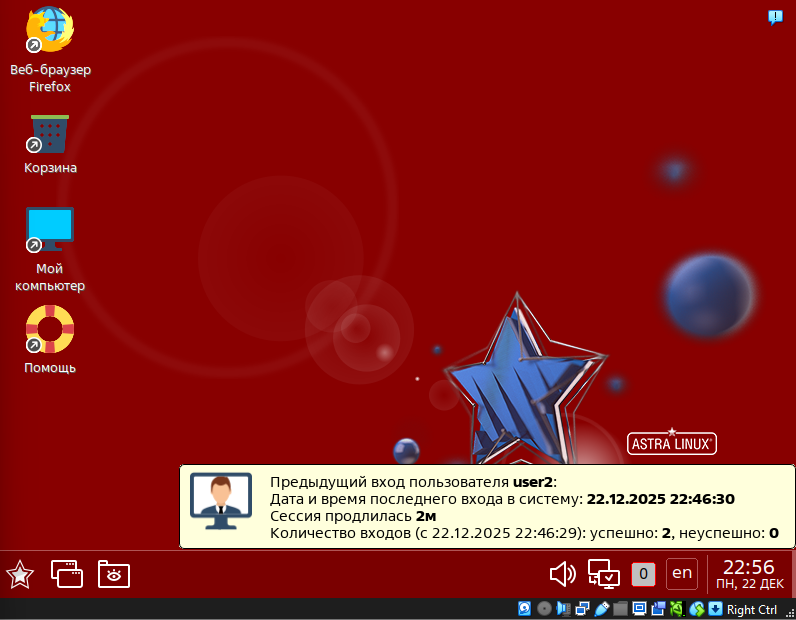 Веб-браузер
Firefox
Корзина
Мой
компьютер
Помощь
ASTRA LINUX®
Предыдущий вход пользователя user2:
Дата и время последнего входа в систему: 22.12.2025 22:46:30
Сессия продлилась 2м
Количество входов (с 22.12.2025 22:46:29): успешно: 2, неуспешно: 0
0
en
22:56
ПН, 22 ДЕК
Right Ctrl